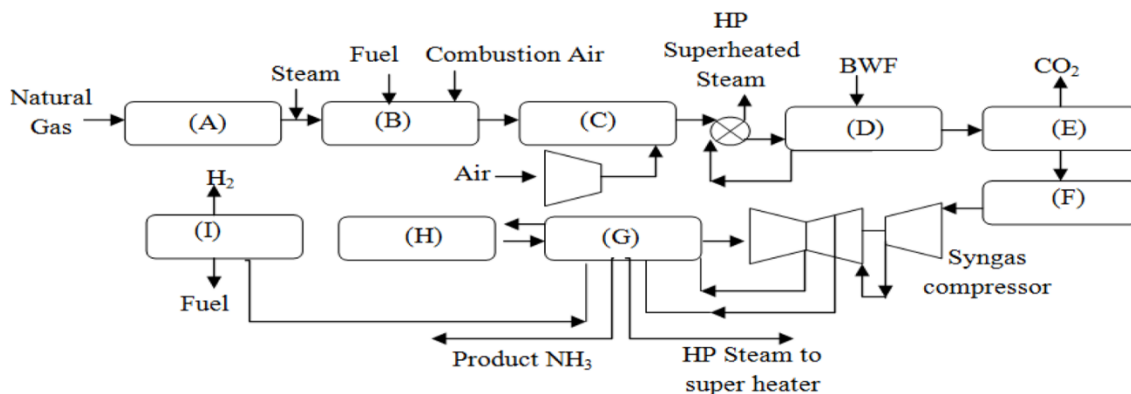 HP
Superheated
Steam
Fuel
Combustion Air
Steam
BWF
CO₂
Natural
Gas
(A)
(B)
(C)
(D)
(E)
Air
H₂
(F)
(I)
(H)
(G)
Syngas
compressor
Fuel
Product NH₃
HP Steam to
super heater